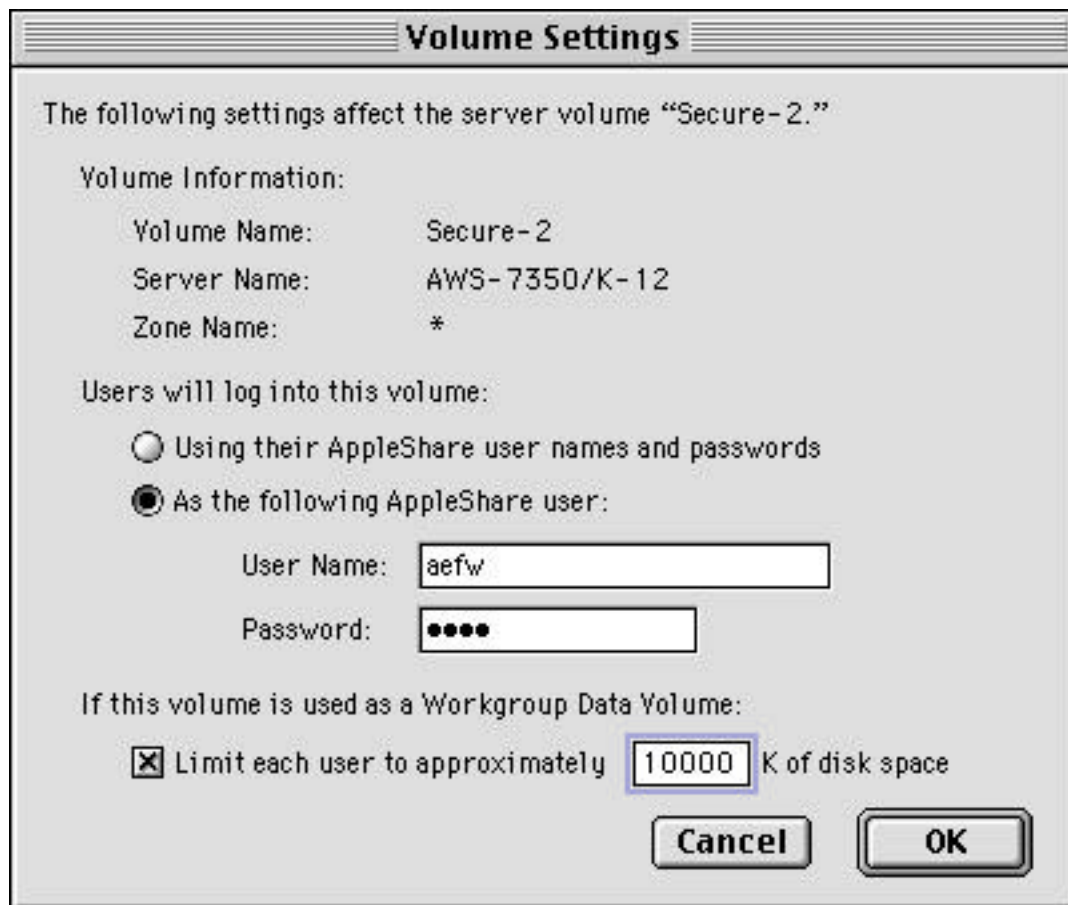 Volume Settings
The following settings affect the server volume “Secure-2.”
Volume Information:
Volume Name: Secure-2
Server Name: AWS-7350/K-12
Zone Name: *
Users will log into this volume:
Using their AppleShare user names and passwords
As the following AppleShare user:
User Name: aefw
Password: ••••
If this volume is used as a Workgroup Data Volume:
Limit each user to approximately 10000 K of disk space
Cancel OK